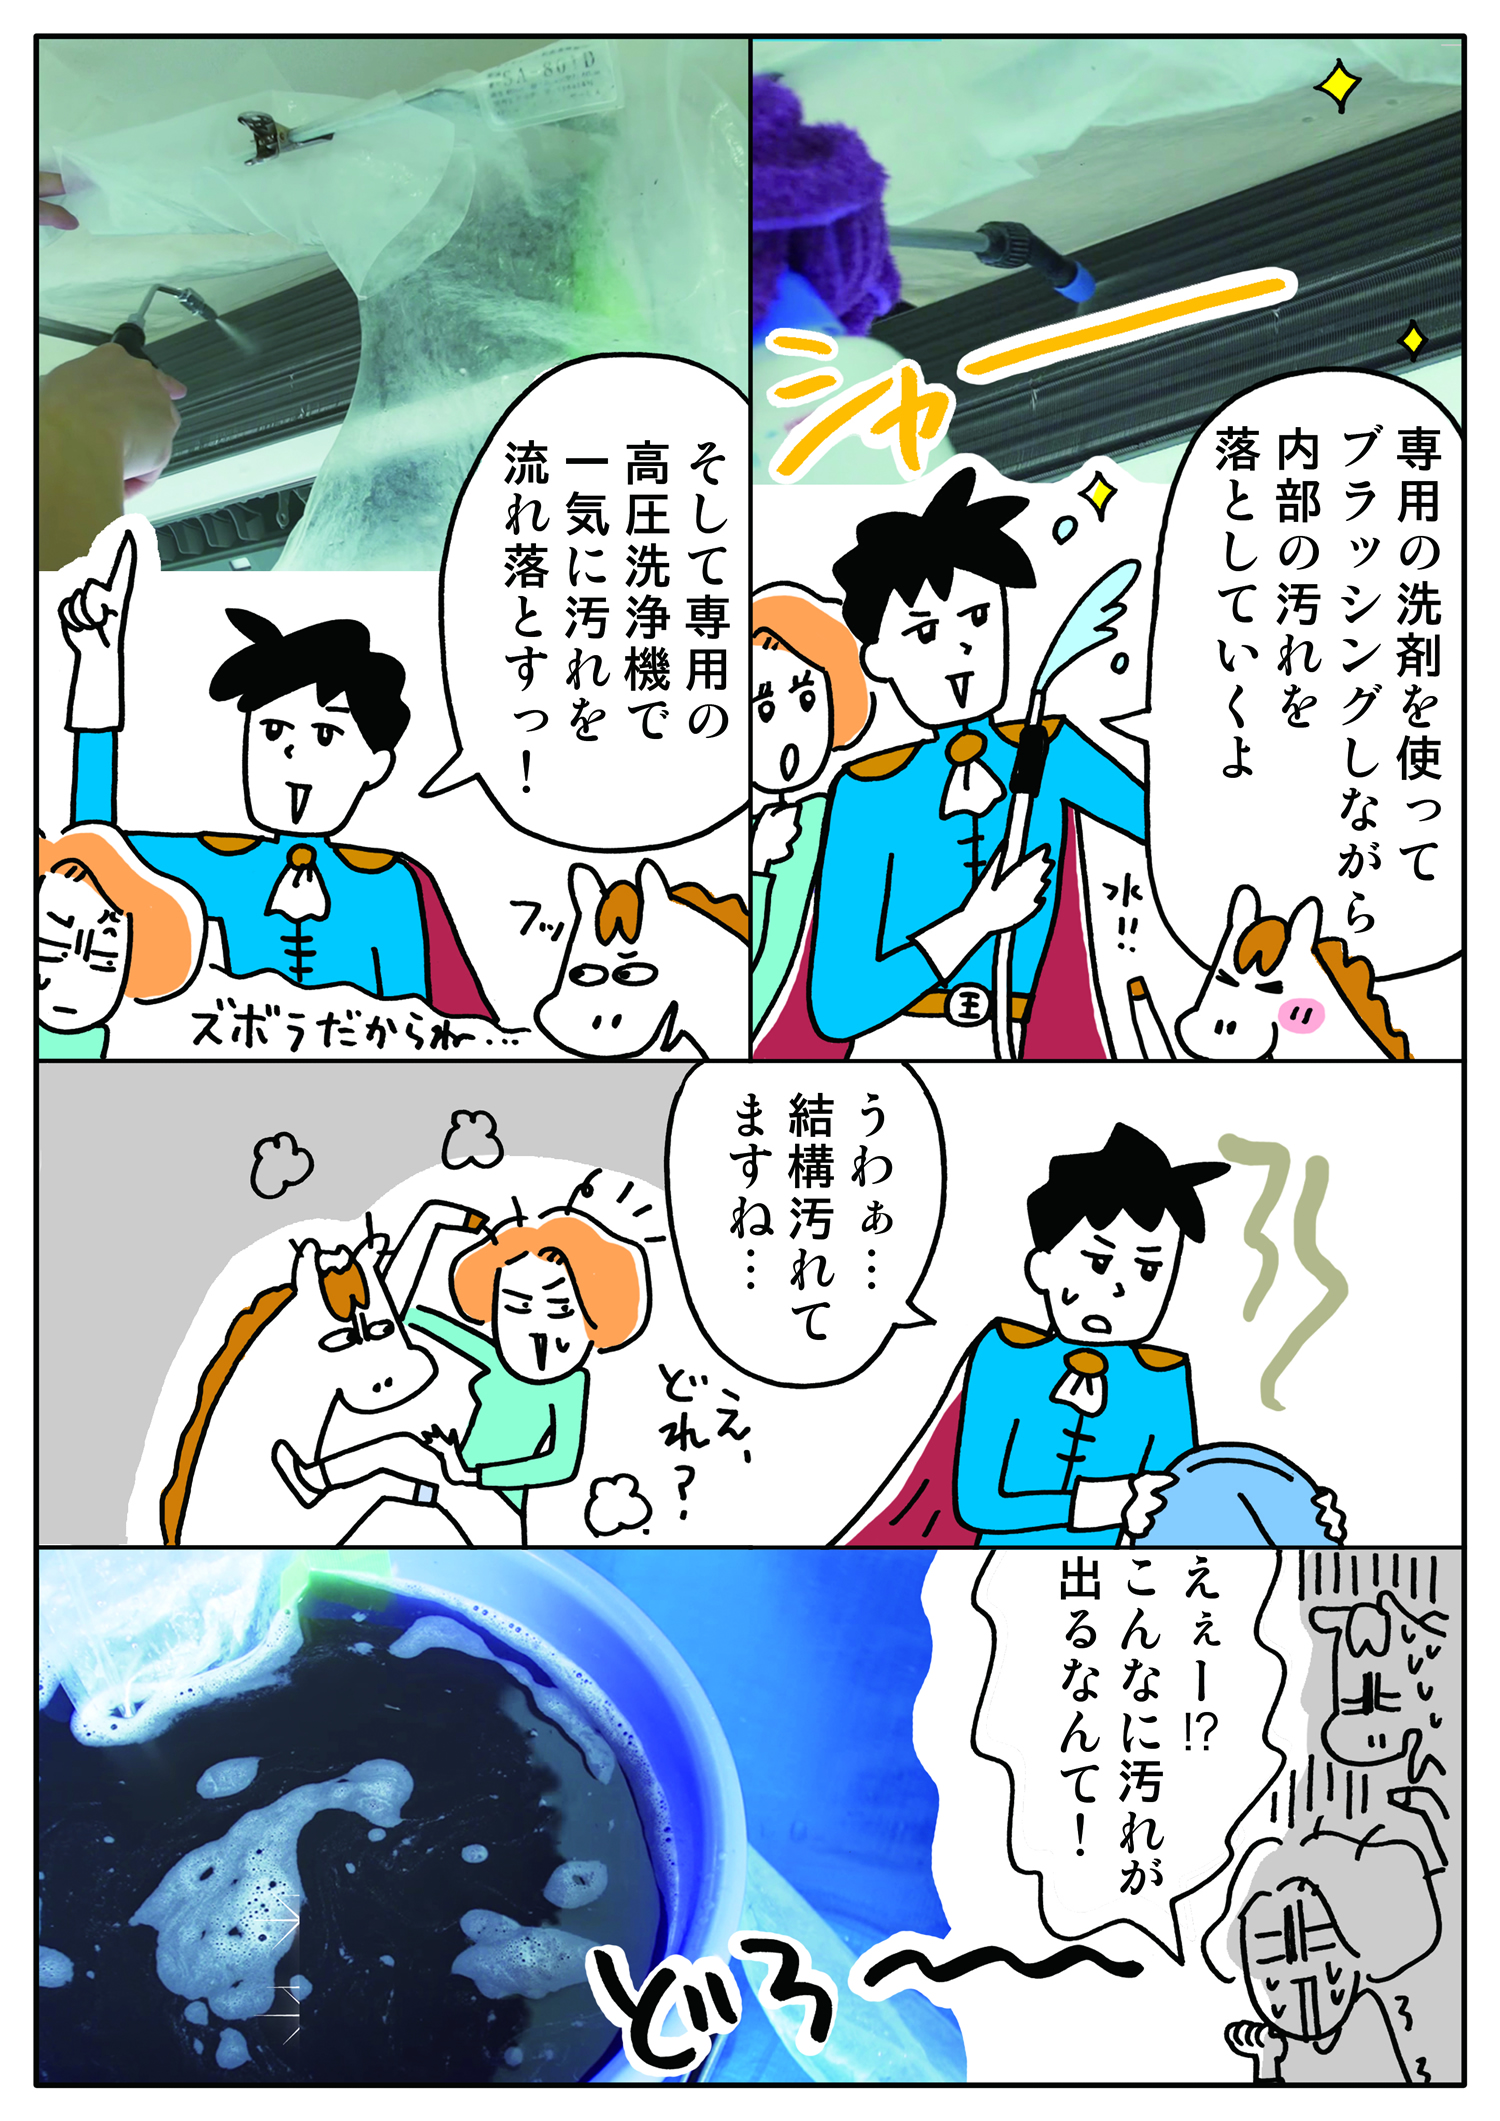 専用の洗剤を使って
ブラッシングしながら
内部の汚れを
落としていくよ
シャー
水!!
王
SA-801D
そして専用の
高圧洗浄機で
一気に汚れを
流れ落とすっ！
フッ
ズボラだからね…
うわぁ…
結構汚れて
ますね…
え、
どれ？
えぇー⁉
こんなに汚れが
出るなんて！
どろ〜